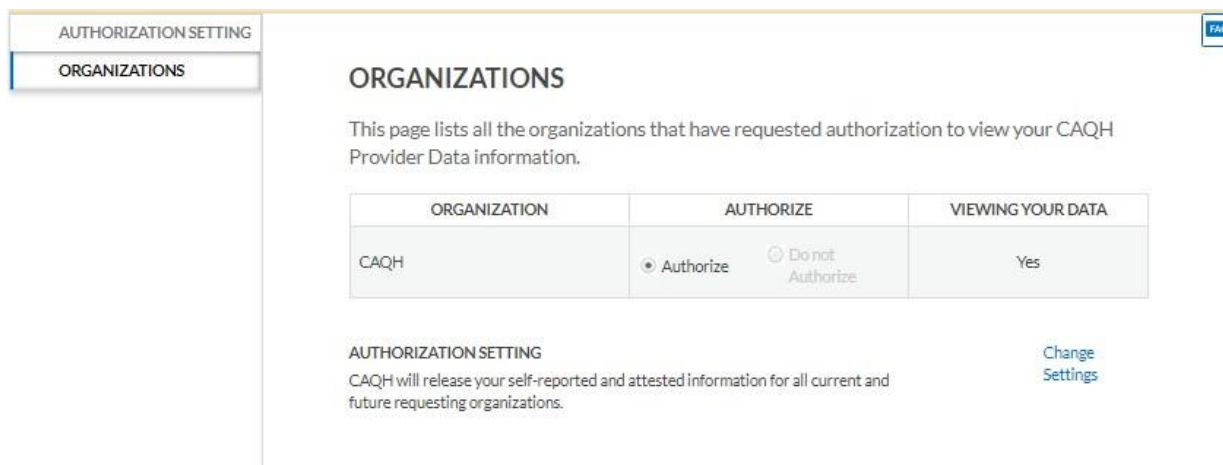 AUTHORIZATION SETTING
ORGANIZATIONS
ORGANIZATIONS
This page lists all the organizations that have requested authorization to view your CAQH
Provider Data information.
ORGANIZATION AUTHORIZE VIEWING YOUR DATA
CAQH Authorize Do not Authorize Yes
AUTHORIZATION SETTING
CAQH will release your self-reported and attested information for all current and
future requesting organizations.
Change
Settings